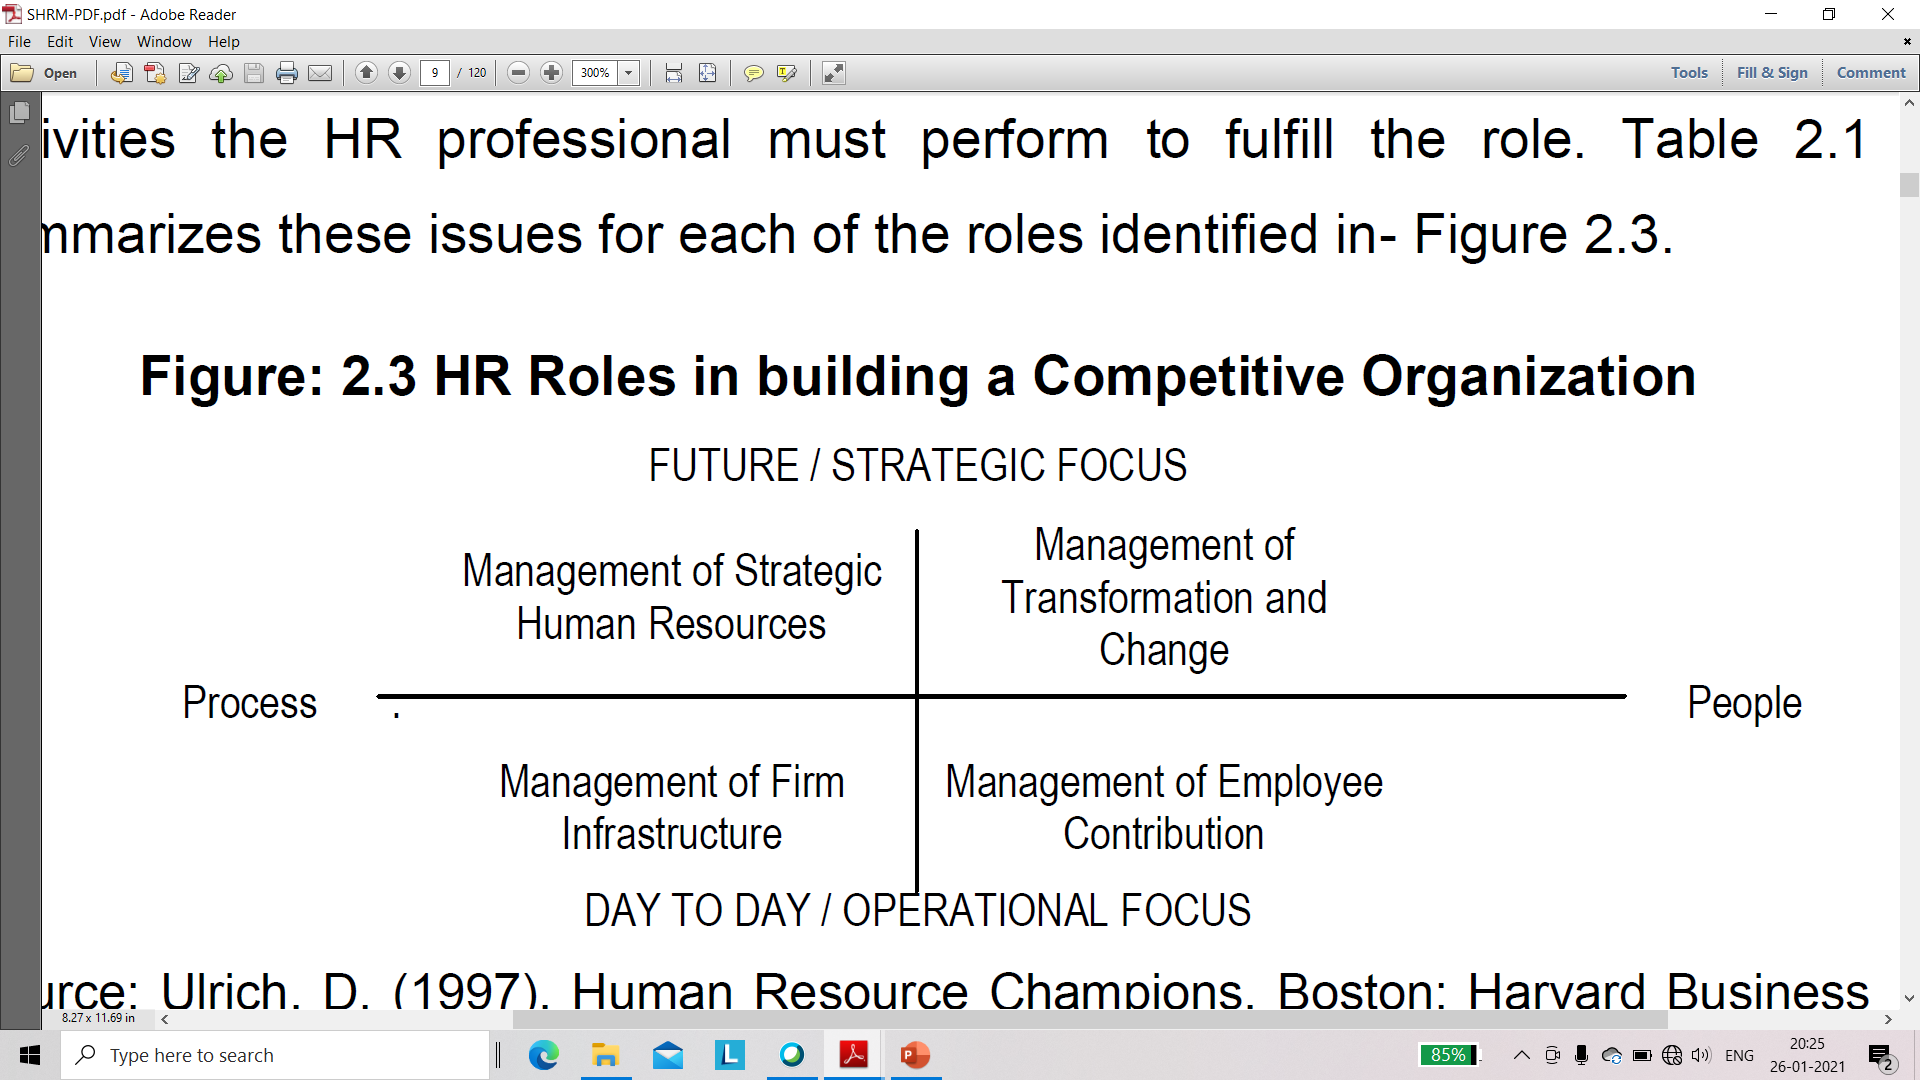 SHRM-PDF.pdf - Adobe Reader
File Edit View Window Help
Open 9 / 120 300% Tools Fill & Sign Comment
ivities the HR professional must perform to fulfill the role. Table 2.1
mmarizes these issues for each of the roles identified in- Figure 2.3.
Figure: 2.3 HR Roles in building a Competitive Organization
FUTURE / STRATEGIC FOCUS
Management of Strategic
Human Resources
Management of
Transformation and
Change
Process
.
People
Management of Firm
Infrastructure
Management of Employee
Contribution
DAY TO DAY / OPERATIONAL FOCUS
urce: Ulrich, D. (1997). Human Resource Champions. Boston: Harvard Business
8.27 x 11.69 in
Type here to search
L
P
85%
ENG
20:25
26-01-2021
2